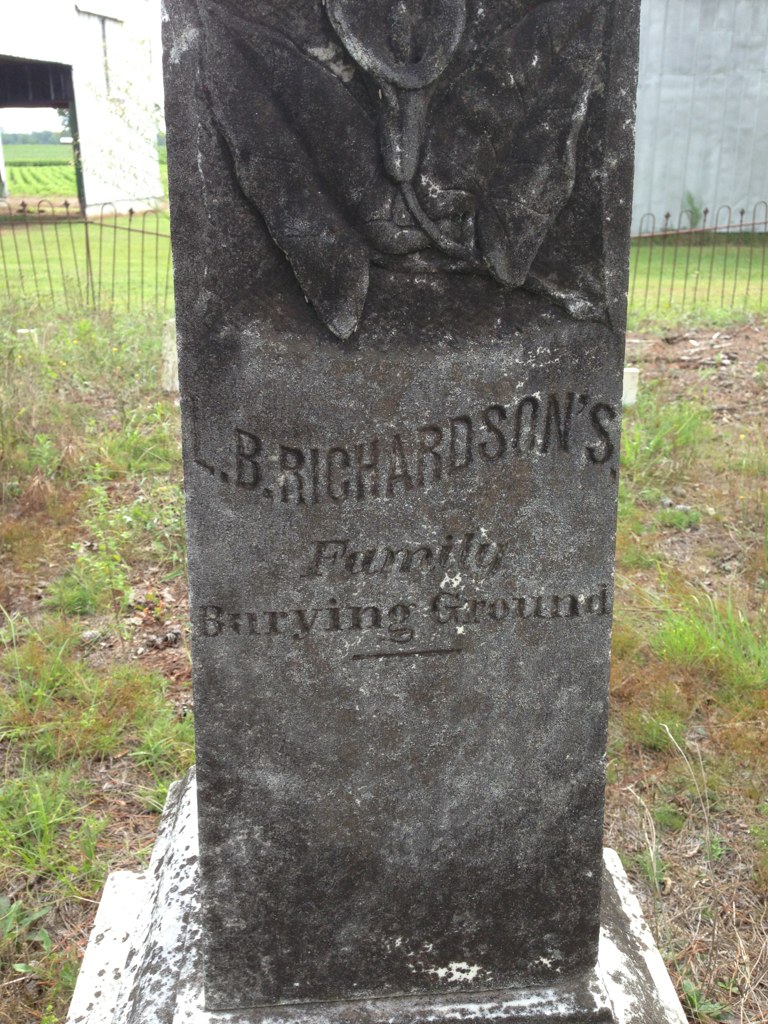 L.B. RICHARDSON'S.
Family
Burying Ground